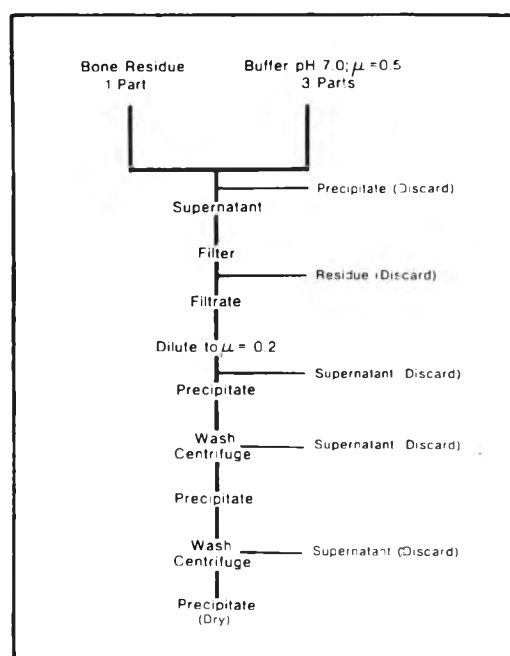 Bone Residue
1 Part
Buffer pH 7.0; μ = 0.5
3 Parts
Precipitate (Discard)
Supernatant
Filter
Residue (Discard)
Filtrate
Dilute to μ = 0.2
Supernatant Discard)
Precipitate
Wash
Centrifuge
Supernatant Discard)
Precipitate
Wash
Centrifuge
Supernatant (Discard)
Precipitate
(Dry)